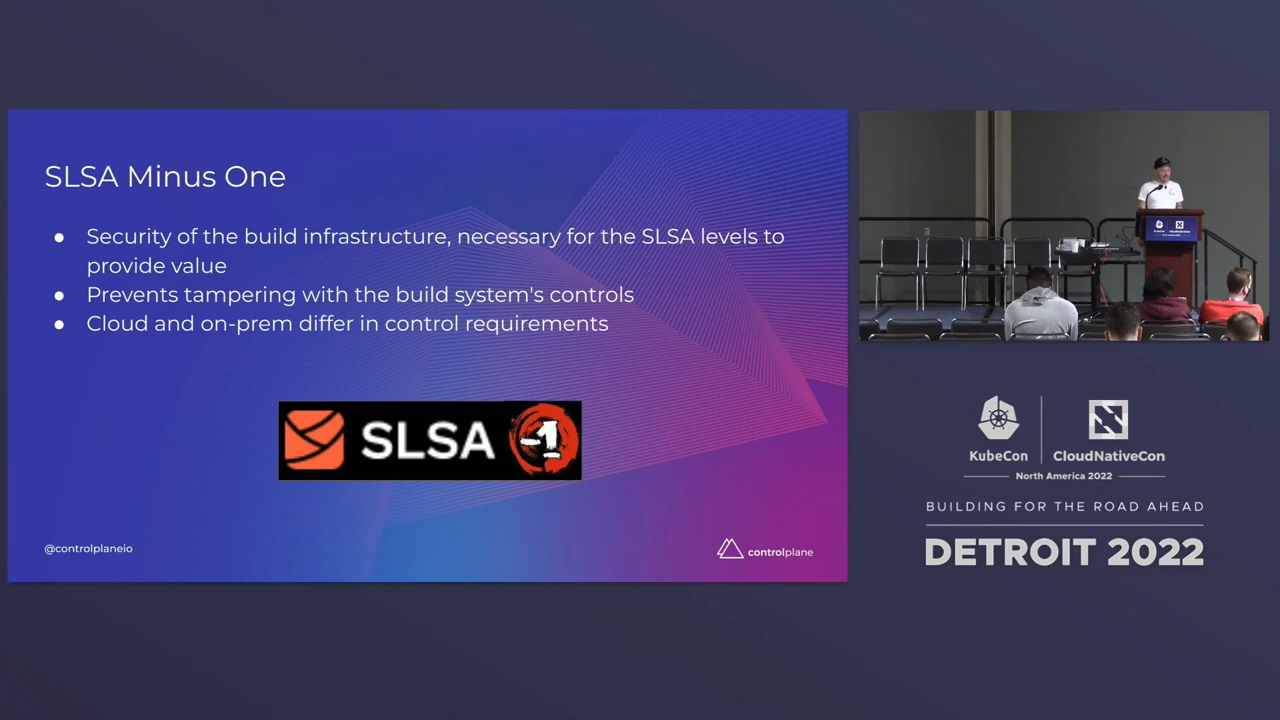 SLSA Minus One
● Security of the build infrastructure, necessary for the SLSA levels to
provide value
● Prevents tampering with the build system's controls
● Cloud and on-prem differ in control requirements
SLSA -1
@controlplaneio
controlplane
KubeCon
CloudNativeCon
North America 2022
BUILDING FOR THE ROAD AHEAD
DETROIT 2022